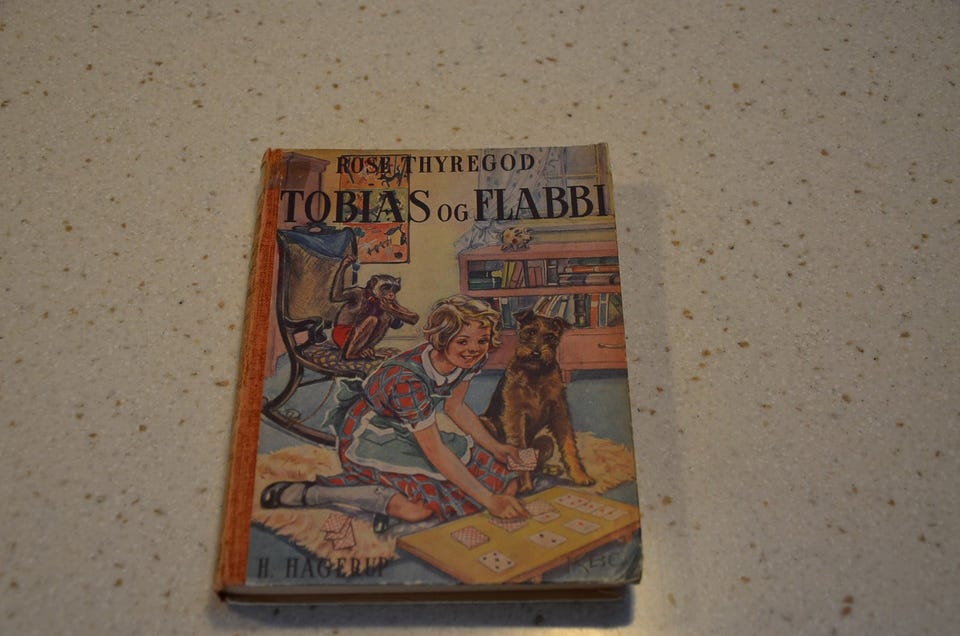 ROSE THYREGOD
TOBIAS OG FLABBI
H. HAGERUP